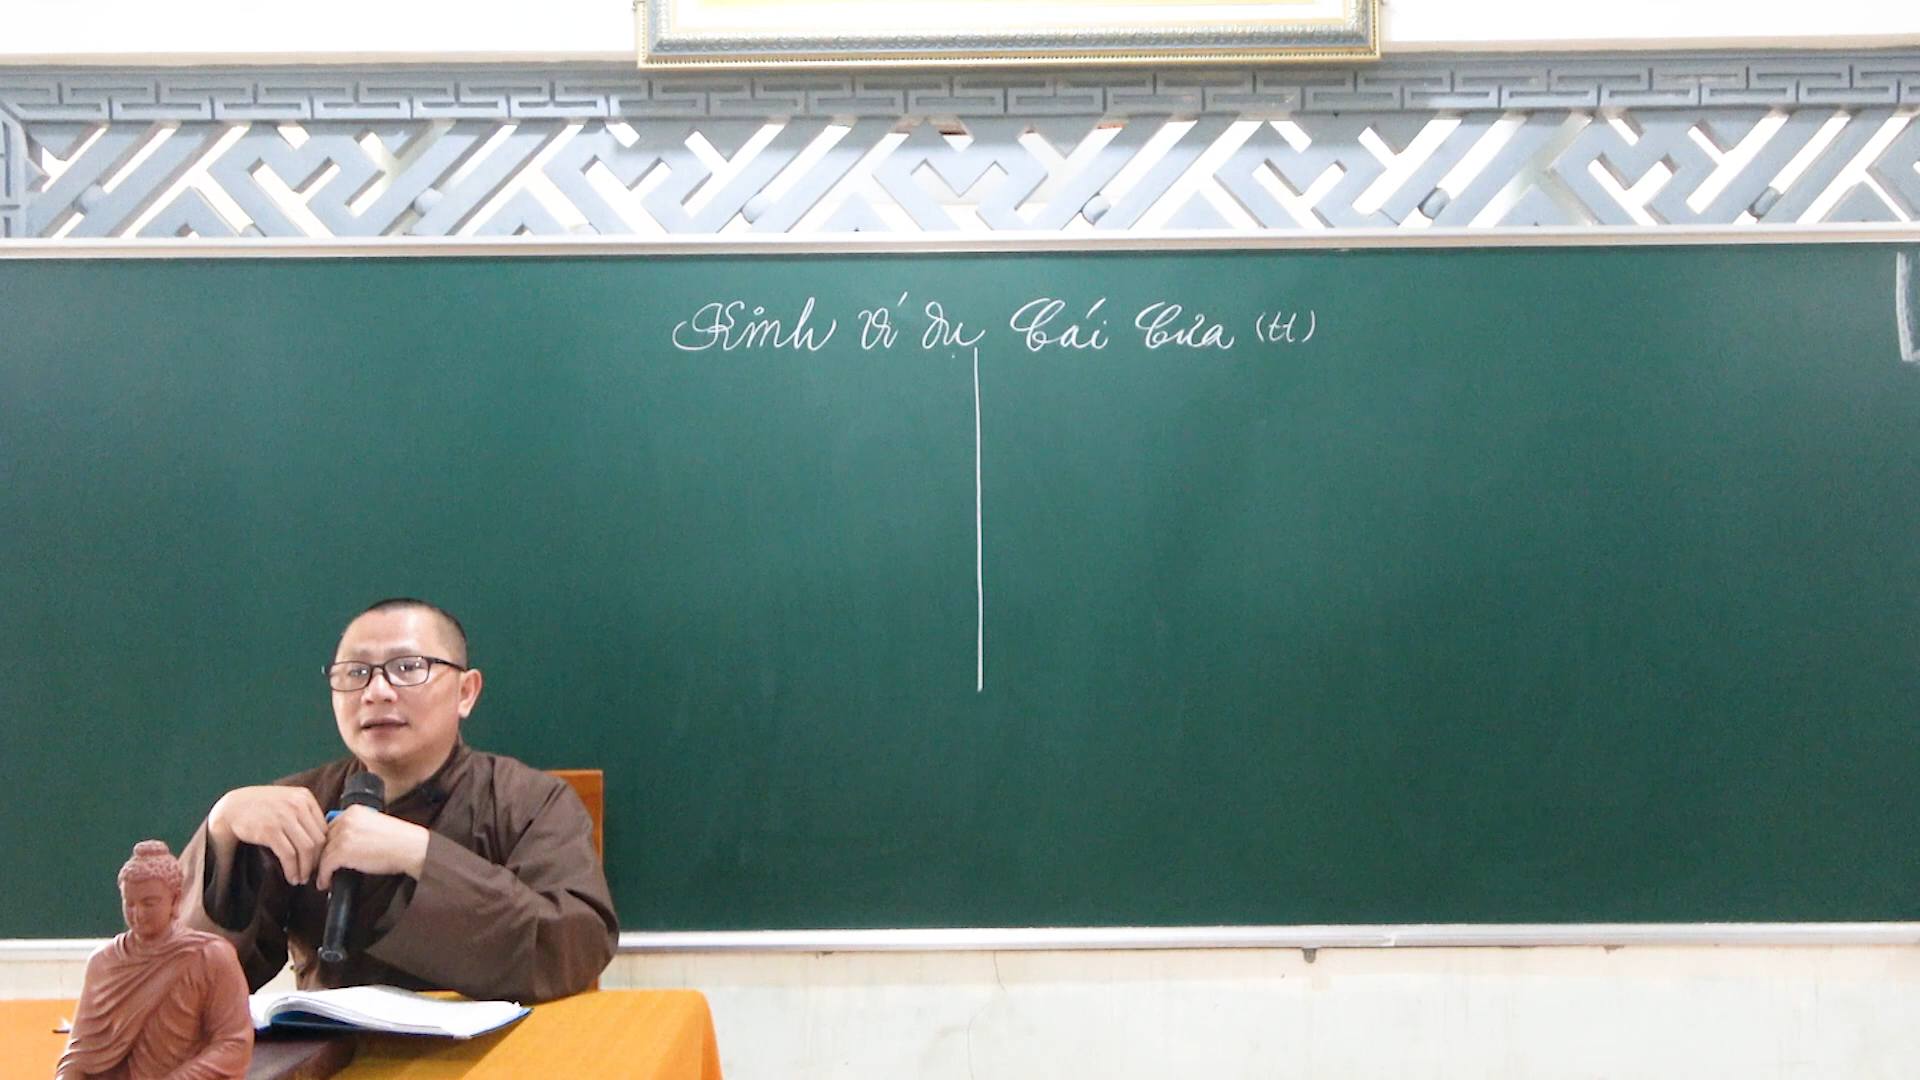 Kinh ví dụ Cái Cưa (tt)